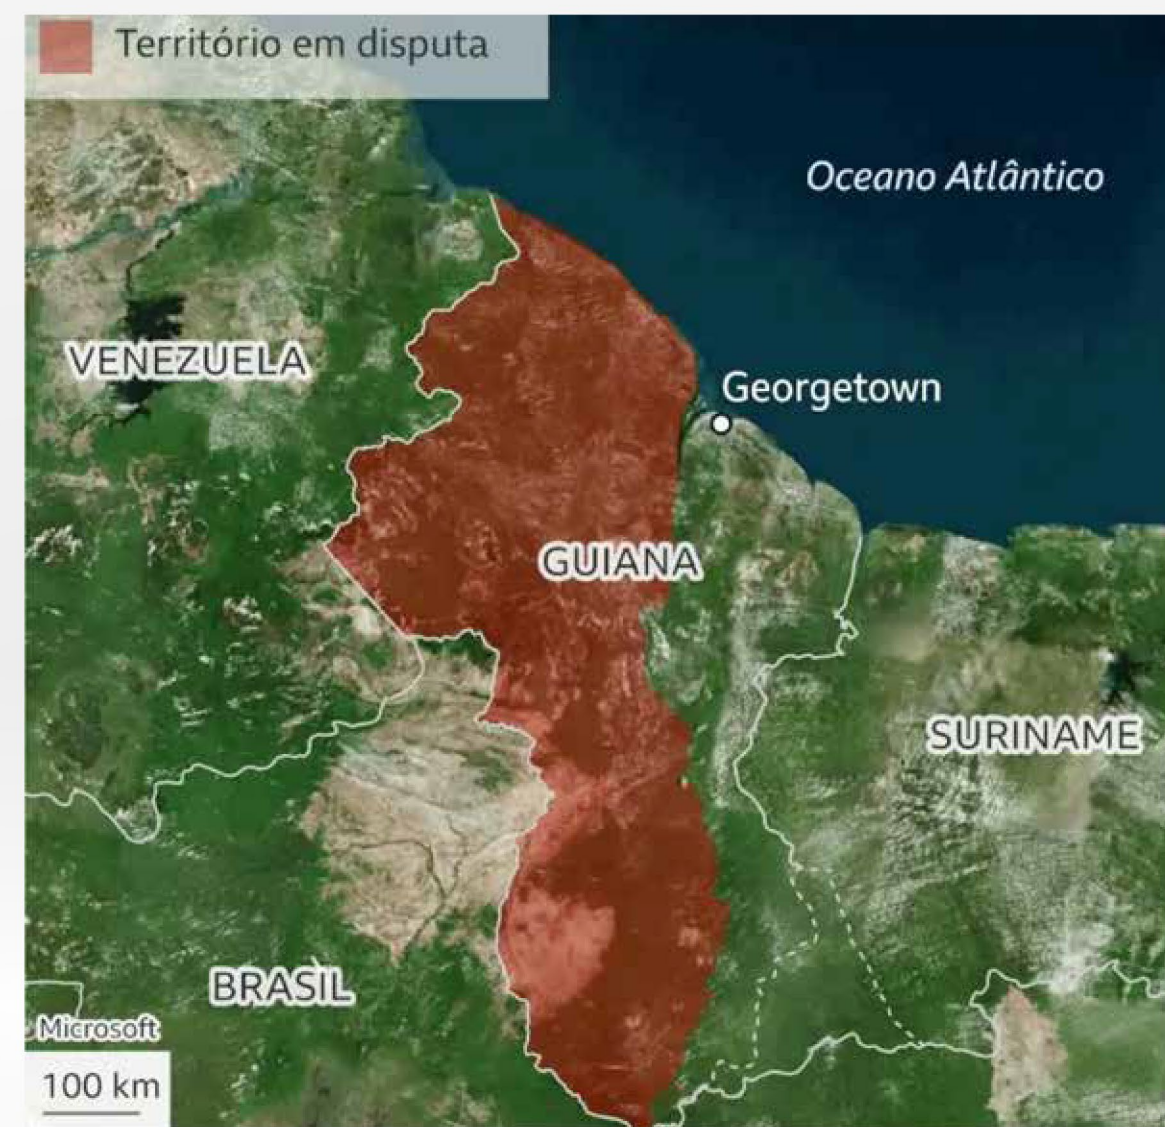 Território em disputa
Oceano Atlântico
VENEZUELA
Georgetown
GUIANA
SURINAME
BRASIL
Microsoft
100 km